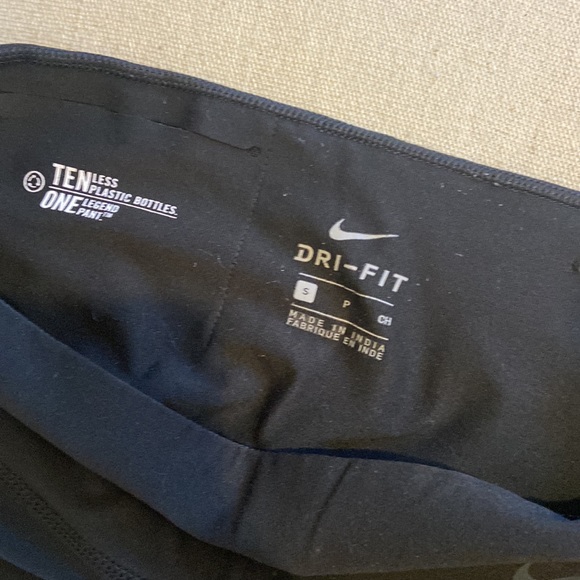 TEN LESS
PLASTIC BOTTLES.
ONE LEGEND
PANT.™
DRI-FIT
S P CH
MADE IN INDIA
FABRIQUE EN INDE